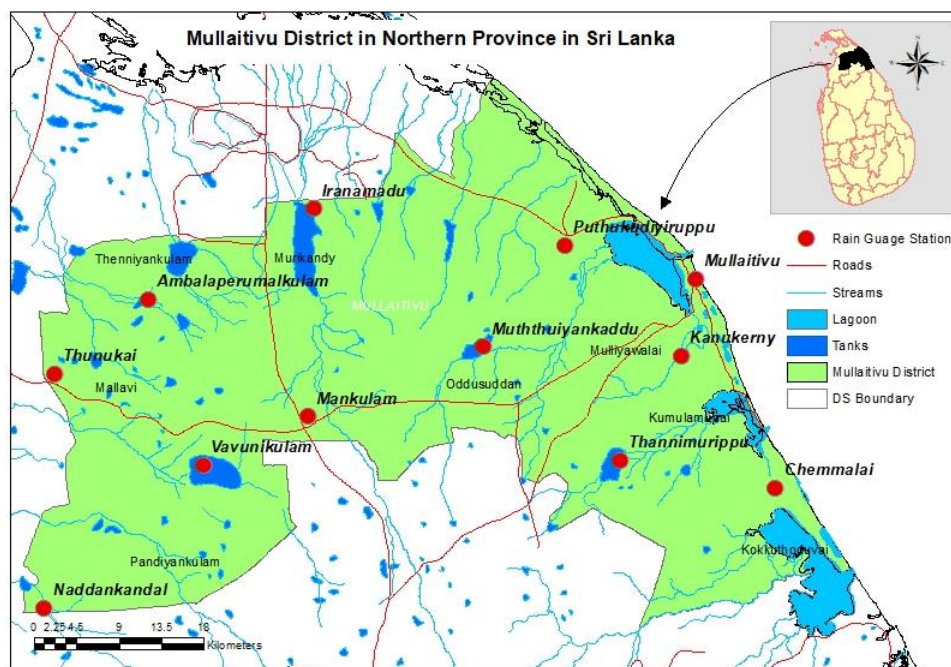 Mullaitivu District in Northern Province in Sri Lanka
Iranamadu
Puthukudiyiruppu
Thenniyankulam
Murikandy
Ambalaperumalkulam
MULLAITIVU
Mullaitivu
Muththuiyankaddu
Kanukerny
Mulliyawalai
Thunukai
Mallavi
Oddusuddan
Mankulam
Kumulamunai
Vavunikulam
Thannimurippu
Chemmalai
Pandiyankulam
Kokkuthoduvai
Naddankandal
0 2.25 4.5 9 13.5 18
Kilometers
N
W E
S
Rain Guage Station
Roads
Streams
Lagoon
Tanks
Mullaitivu District
DS Boundary